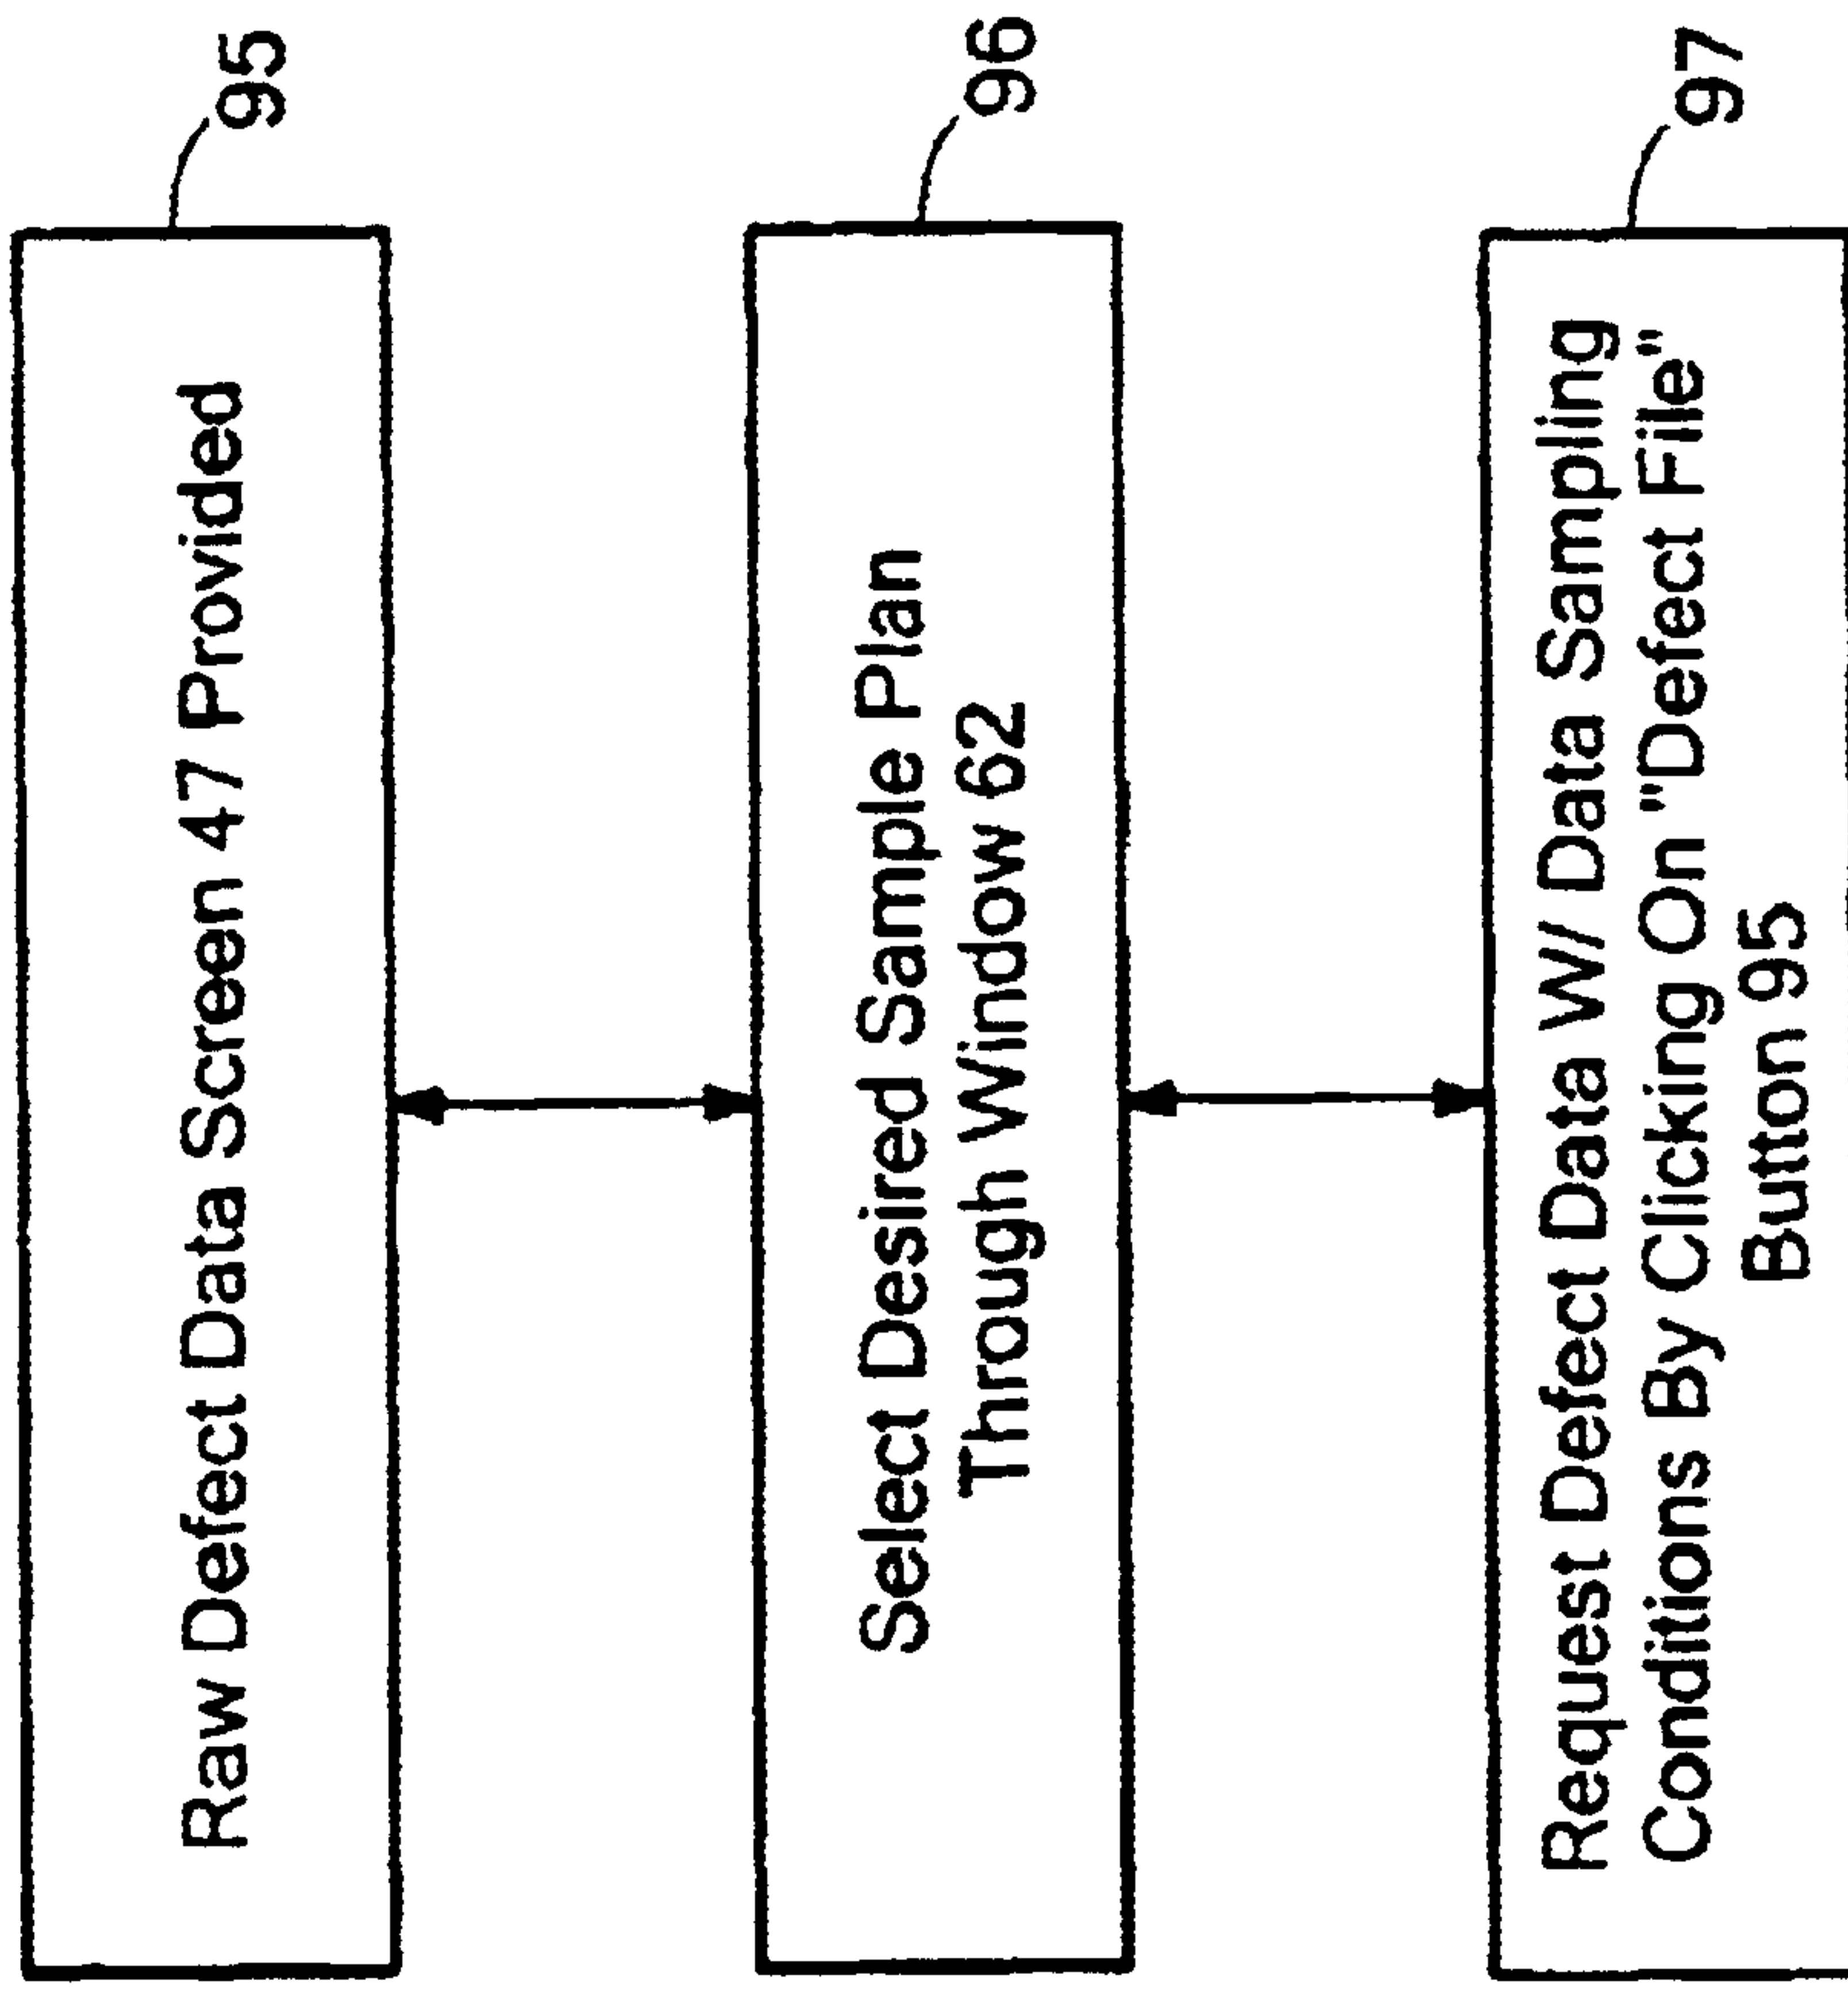 Raw Defect Data Screen 47 Provided
95
Select Desired Sample Plan
Through Window 62
96
Request Defect Data W/ Data Sampling
Conditions By Clicking On "Defect File"
Button 95
97